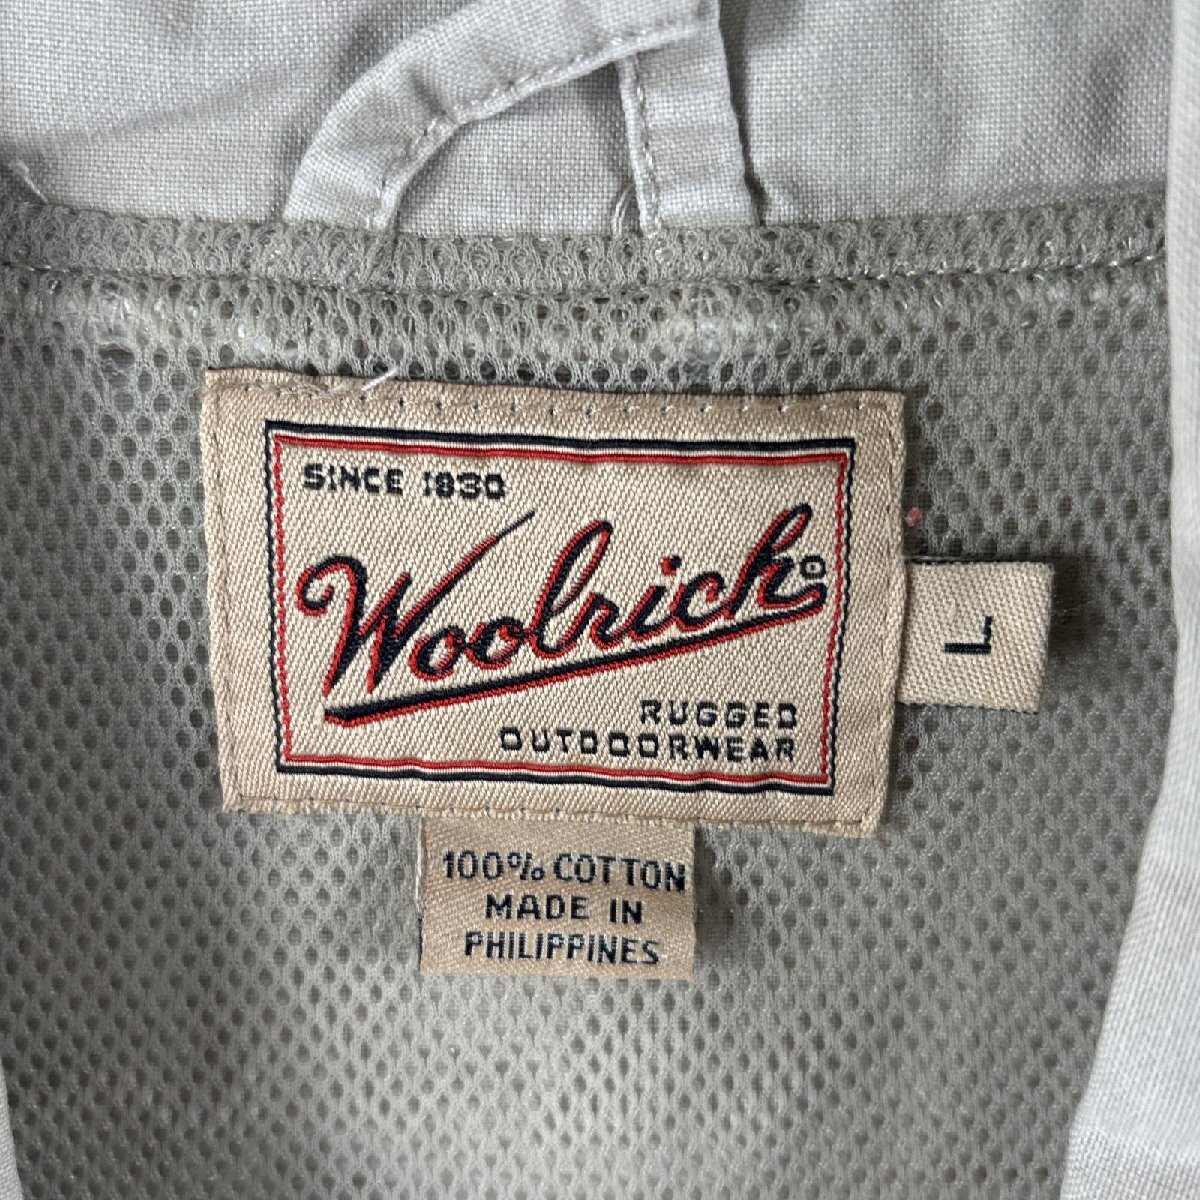 SINCE 1830
Woolrich®
RUGGED
OUTDOORWEAR
L
100% COTTON
MADE IN
PHILIPPINES